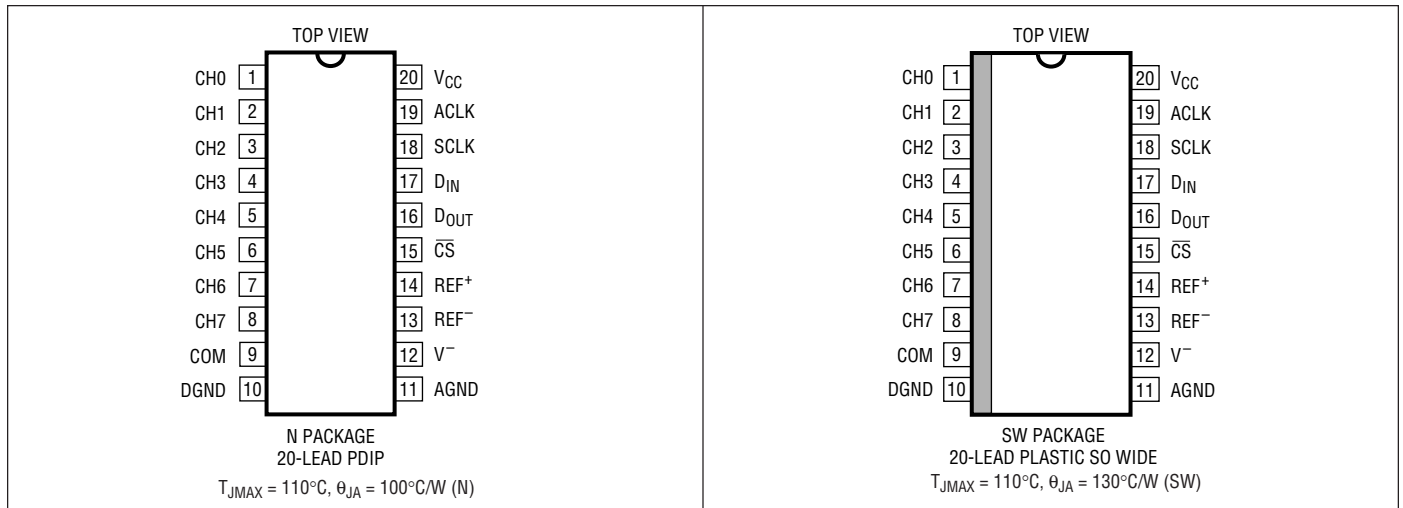 TOP VIEW
CH0 1 20 VCC
CH1 2 19 ACLK
CH2 3 18 SCLK
CH3 4 17 DIN
CH4 5 16 DOUT
CH5 6 15 C̅S̅
CH6 7 14 REF+
CH7 8 13 REF−
COM 9 12 V−
DGND 10 11 AGND
N PACKAGE
20-LEAD PDIP
TJMAX = 110°C, θJA = 100°C/W (N)
TOP VIEW
CH0 1 20 VCC
CH1 2 19 ACLK
CH2 3 18 SCLK
CH3 4 17 DIN
CH4 5 16 DOUT
CH5 6 15 C̅S̅
CH6 7 14 REF+
CH7 8 13 REF−
COM 9 12 V−
DGND 10 11 AGND
SW PACKAGE
20-LEAD PLASTIC SO WIDE
TJMAX = 110°C, θJA = 130°C/W (SW)